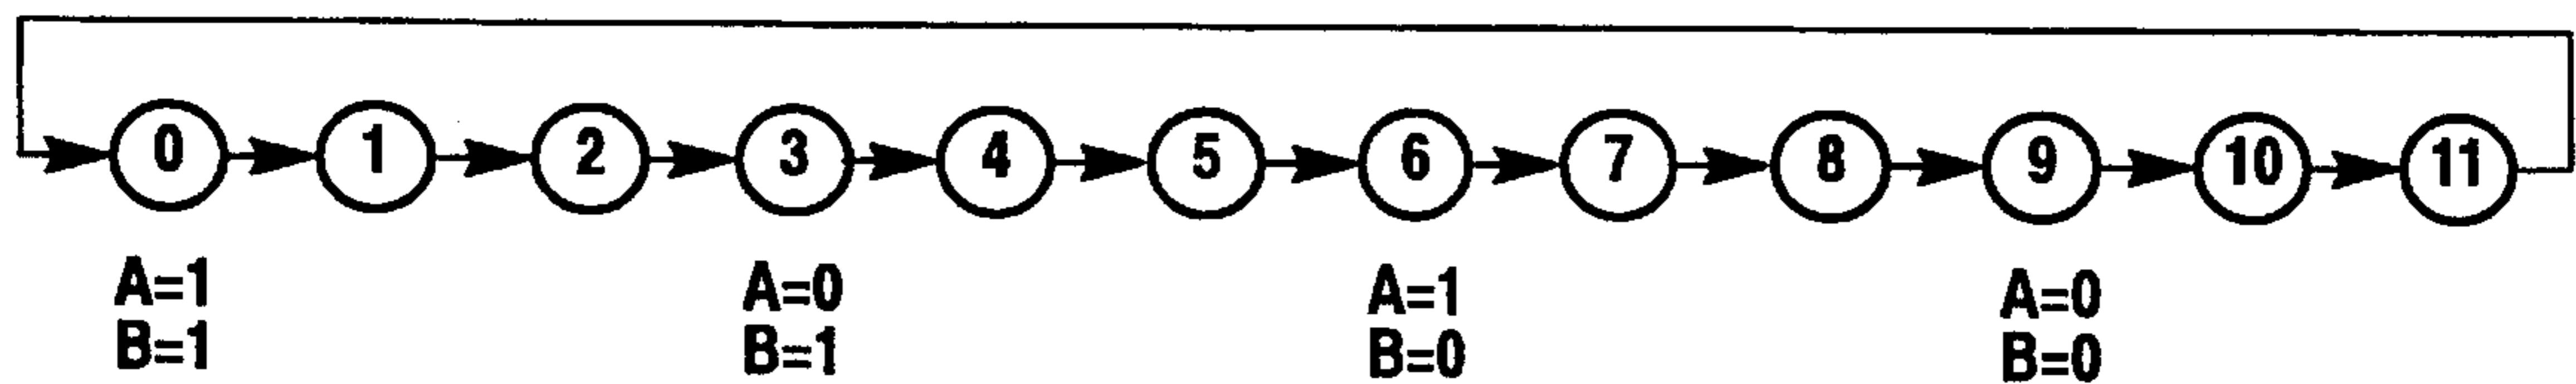 0 1 2 3 4 5 6 7 8 9 10 11
A=1 A=0 A=1 A=0
B=1 B=1 B=0 B=0